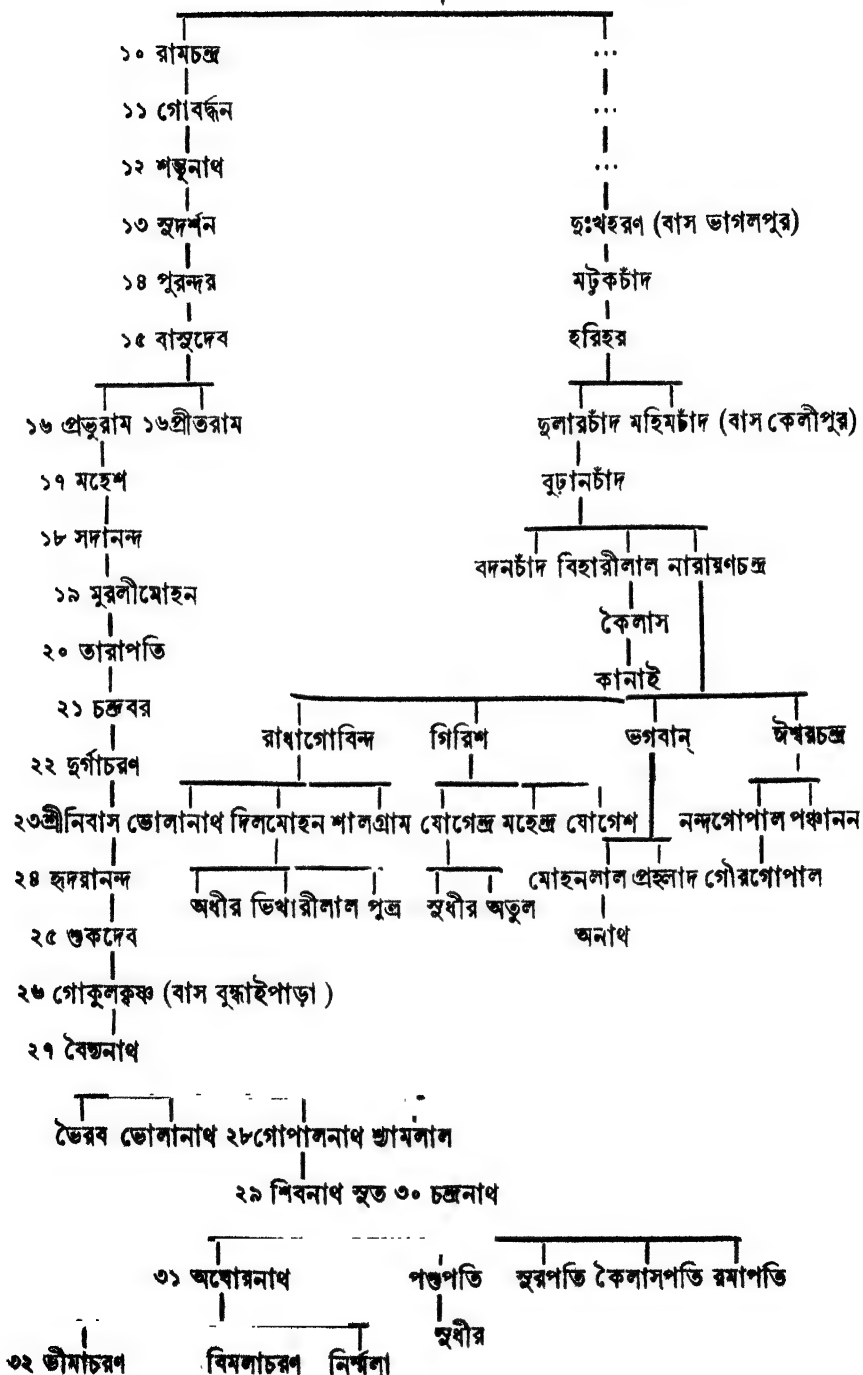 ১০ রামচন্দ্র ...
১১ গোবর্দ্ধন ...
১২ শম্ভুনাথ ...
১৩ সুদর্শন দুঃখহরণ (বাস ভাগলপুর)
১৪ পুরন্দর মটুকচাঁদ
১৫ বাসুদেব হরিহর
১৬ প্রভুরাম ১৬প্রীতরাম দুলারচাঁদ মহিমচাঁদ (বাস কেলীপুর)
১৭ মহেশ বুঢ়ানচাঁদ
১৮ সদানন্দ
বদনচাঁদ বিহারীলাল নারায়ণচন্দ্র
১৯ মুরলীমোহন
কৈলাস
২০ তারাপতি
কানাই
২১ চন্দ্রবর
রাধাগোবিন্দ গিরিশ ভগবান্ ঈশ্বরচন্দ্র
২২ দুর্গাচরণ
২৩শ্রীনিবাস ভোলানাথ দিলমোহন শালগ্রাম যোগেন্দ্র মহেন্দ্র যোগেশ নন্দগোপাল পঞ্চানন
২৪ হৃদয়ানন্দ অধীর ভিখারীলাল পুত্র সুধীর অতুল মোহনলাল প্রহ্লাদ গৌরগোপাল
২৫ শুকদেব অনাথ
২৬ গোকুলকৃষ্ণ (বাস বুন্ধাইপাড়া)
২৭ বৈদ্যনাথ
ভৈরব ভোলানাথ ২৮গোপালনাথ শ্যামলাল
২৯ শিবনাথ সুত ৩০ চন্দ্রনাথ
৩১ অঘোরনাথ পশুপতি সুরপতি কৈলাসপতি রমাপতি
সুধীর
৩২ ভীমাচরণ বিমলাচরণ নির্ম্মলা